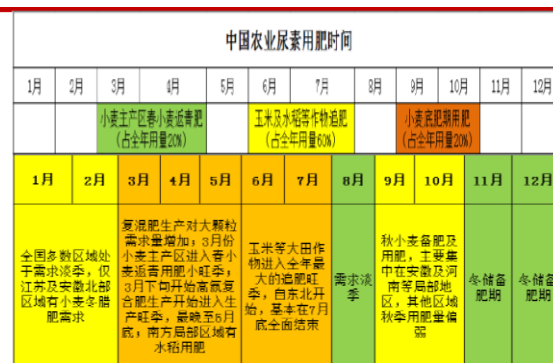 中国农业尿素用肥时间
1月 2月 3月 4月 5月 6月 7月 8月 9月 10月 11月 12月
小麦主产区春小麦返青肥
（占全年用量20%）
玉米及水稻等作物追肥
（占全年用量60%）
小麦底肥期用肥
（占全年用量20%）
1月 2月 3月 4月 5月 6月 7月 8月 9月 10月 11月 12月
全国多数区域处
于需求淡季，仅
江苏及安徽北部
区域有小麦冬腊
肥需求
复混肥生产对大颗粒
需求量增加；3月份
小麦主产区进入春小
麦返青用肥小旺季；
3月下旬开始高氮复
合肥生产开始进入生
产旺季，最晚至5月
底；南方局部区域有
水稻用肥
玉米等大田作
物进入全年最
大的追肥旺
季，自东北开
始，基本在7月
底全面结束
需求淡
季
秋小麦备肥及
用肥，主要集
中在安徽及河
南等局部地
区，其他区域
秋季用肥量偏
弱
冬储备
肥期
冬储备
肥期